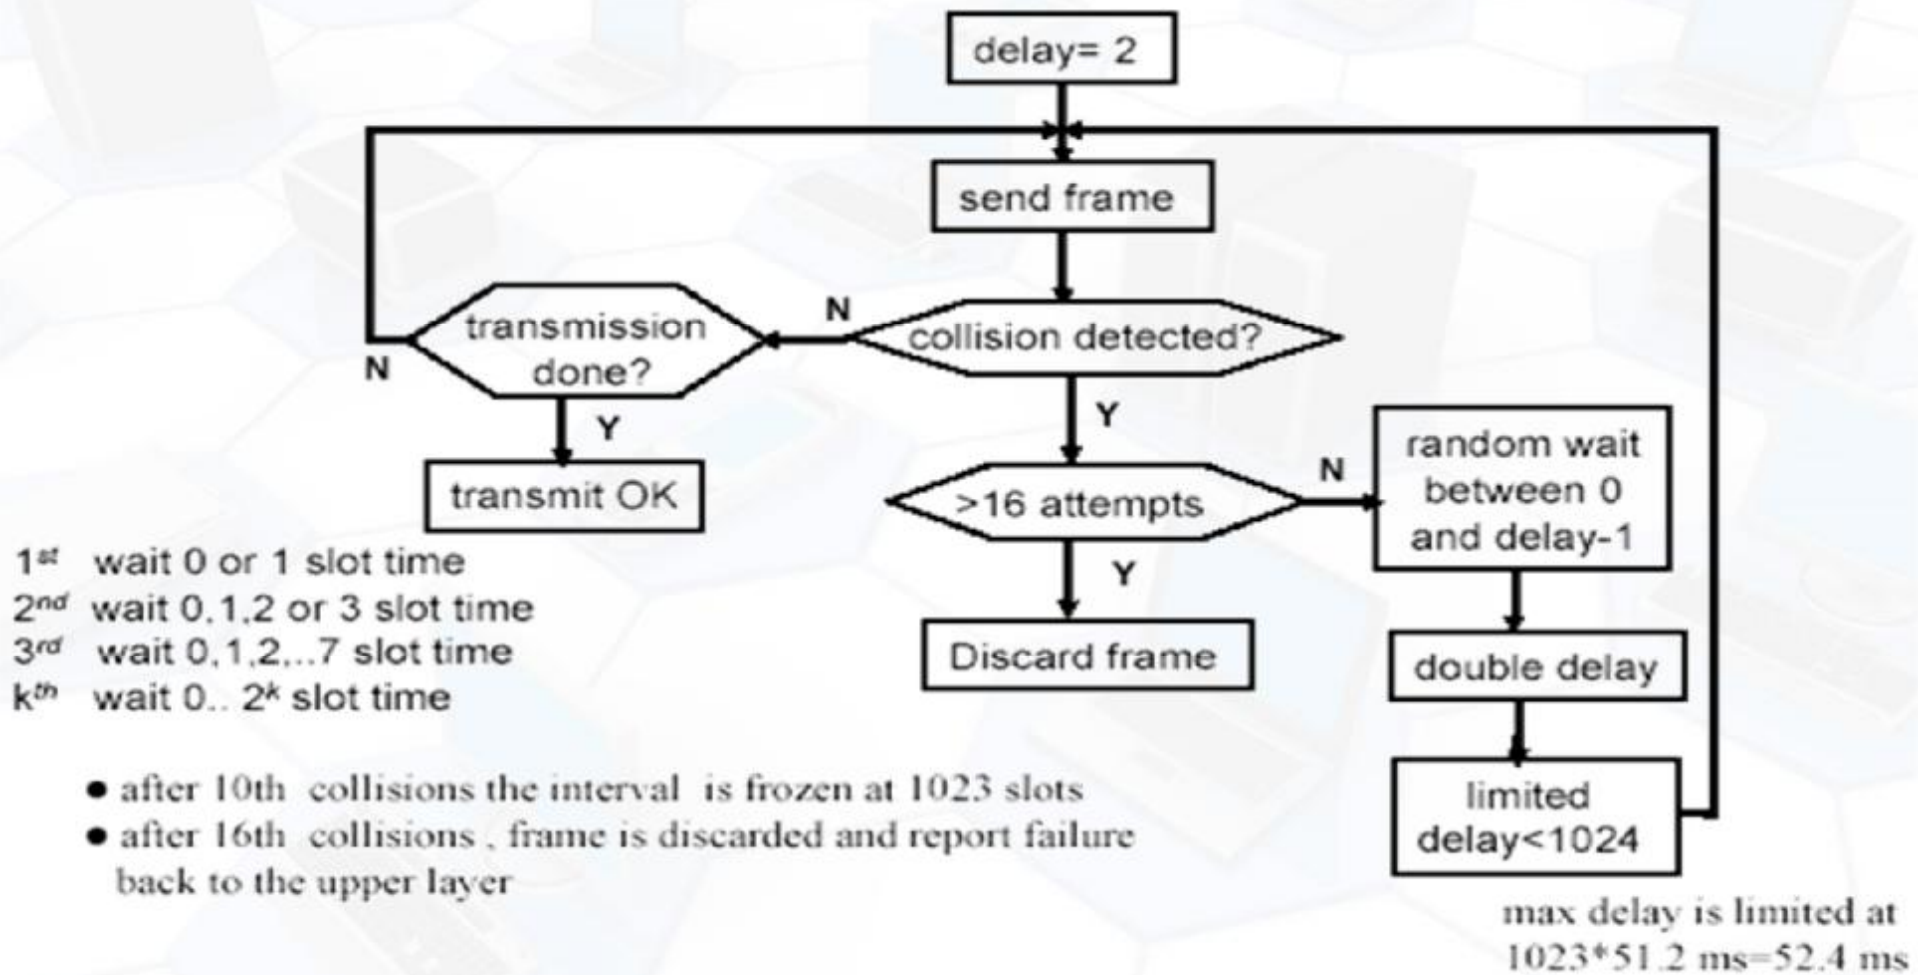 delay= 2
send frame
collision detected?
N
transmission
done?
N
Y
transmit OK
Y
>16 attempts
N
random wait
between 0
and delay-1
Y
Discard frame
double delay
limited
delay<1024
1st wait 0 or 1 slot time
2nd wait 0,1,2 or 3 slot time
3rd wait 0,1,2,..7 slot time
kth wait 0.. 2k slot time
● after 10th collisions the interval is frozen at 1023 slots
● after 16th collisions , frame is discarded and report failure
back to the upper layer
max delay is limited at
1023*51.2 ms=52.4 ms